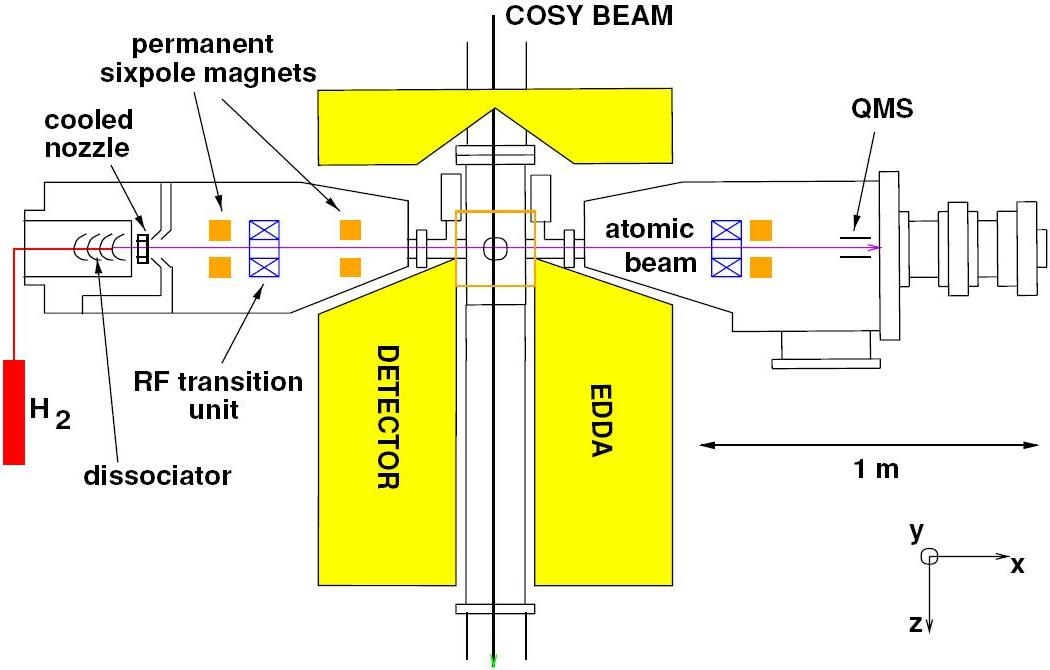 COSY BEAM
permanent
sixpole magnets
cooled
nozzle
QMS
atomic
beam
H 2
RF transition
unit
dissociator
DETECTOR
EDDA
1 m
y
x
z